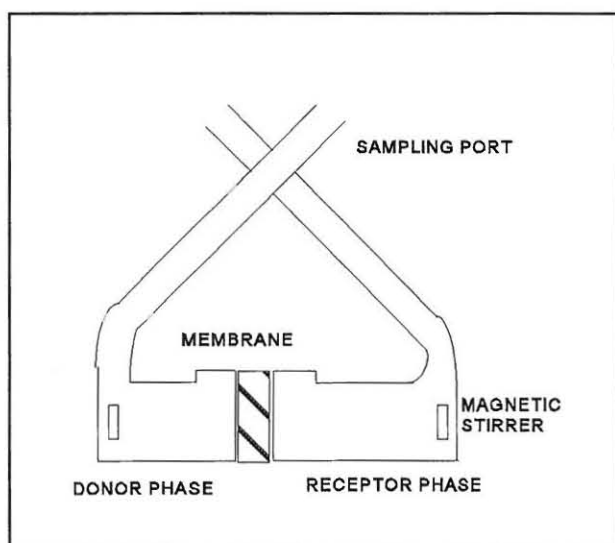 SAMPLING PORT
MEMBRANE
MAGNETIC
STIRRER
DONOR PHASE
RECEPTOR PHASE